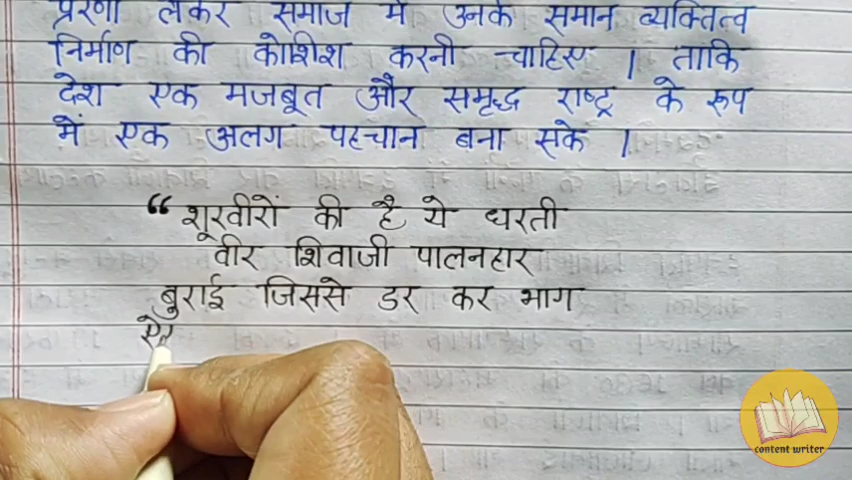 प्रेरणा लेकर समाज में उनके समान व्यक्तित्व
निर्माण की कोशिश करनी चाहिए । ताकि
देश एक मजबूत और समृद्ध राष्ट्र के रूप
में एक अलग पहचान बना सके ।
“ शूरवीरों की है ये धरती
वीर शिवाजी पालनहार
बुराई जिससे डर कर भाग
content writer